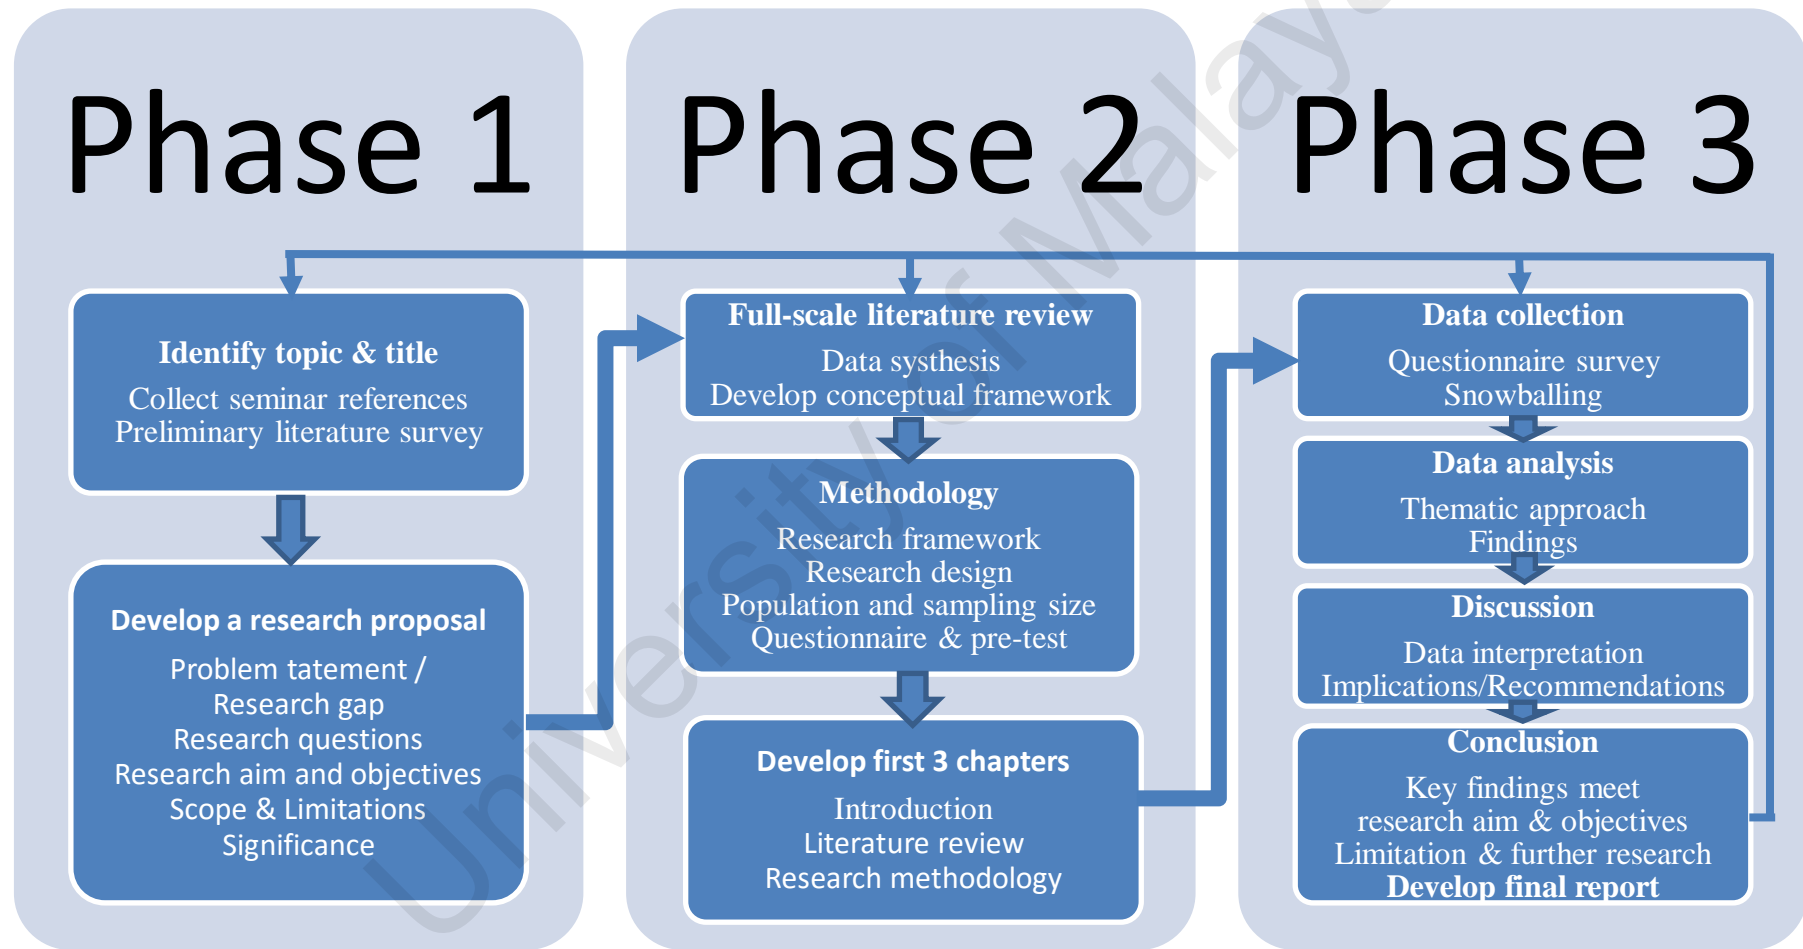 Phase 1
Identify topic & title
Collect seminar references
Preliminary literature survey
Develop a research proposal
Problem tatement /
Research gap
Research questions
Research aim and objectives
Scope & Limitations
Significance
Phase 2
Full-scale literature review
Data systhesis
Develop conceptual framework
Methodology
Research framework
Research design
Population and sampling size
Questionnaire & pre-test
Develop first 3 chapters
Introduction
Literature review
Research methodology
Phase 3
Data collection
Questionnaire survey
Snowballing
Data analysis
Thematic approach
Findings
Discussion
Data interpretation
Implications/Recommendations
Conclusion
Key findings meet
research aim & objectives
Limitation & further research
Develop final report
University of Malay